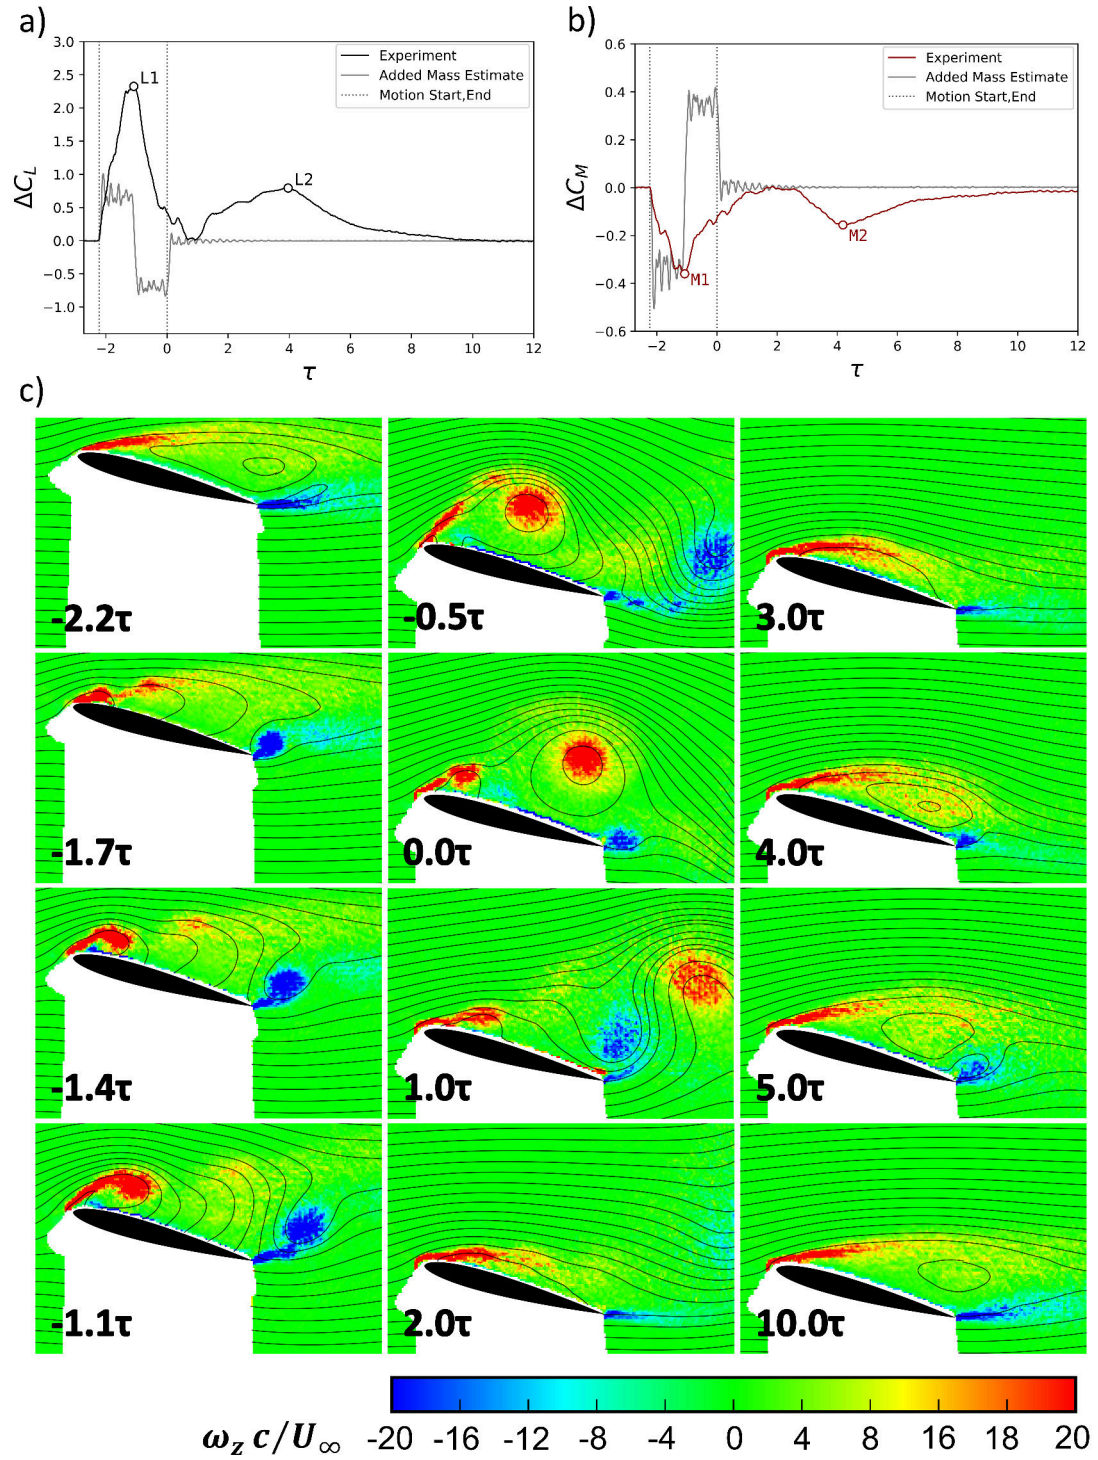 a)
3.0
2.5
2.0
1.5
1.0
0.5
0.0
−0.5
−1.0
ΔC_L
L1
L2
Experiment
Added Mass Estimate
Motion Start,End
−2
0
2
4
6
8
10
12
τ
b)
0.6
0.4
0.2
0.0
−0.2
−0.4
−0.6
ΔC_M
M1
M2
Experiment
Added Mass Estimate
Motion Start,End
−2
0
2
4
6
8
10
12
τ
c)
-2.2τ
-0.5τ
3.0τ
-1.7τ
0.0τ
4.0τ
-1.4τ
1.0τ
5.0τ
-1.1τ
2.0τ
10.0τ
ω_z c/U_∞
-20 -16 -12 -8 -4 0 4 8 16 18 20